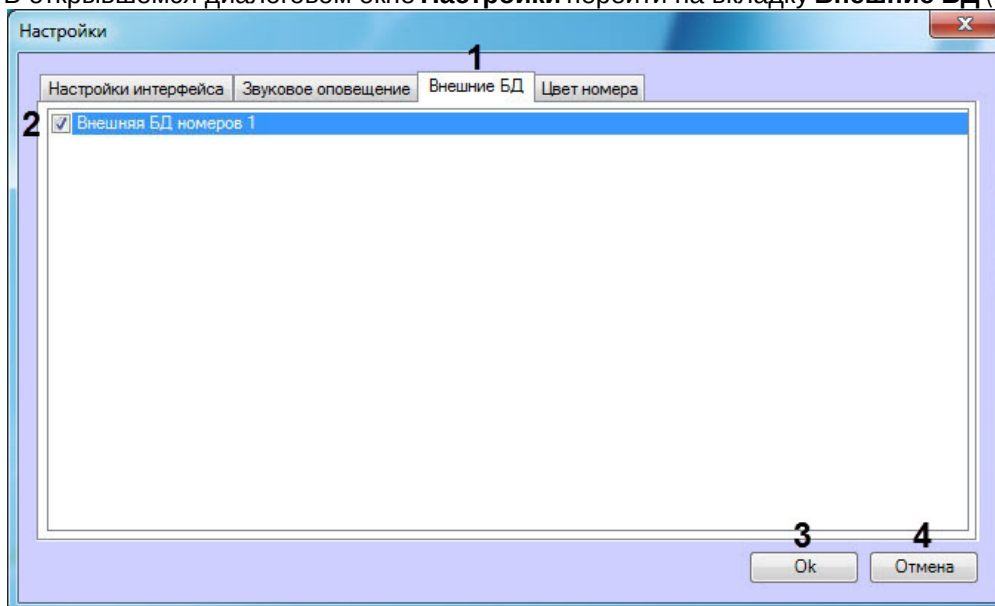 В открывшемся диалоговом окне Настройки перейти на вкладку Внешние БД (
Настройки
1
Настройки интерфейса Звуковое оповещение Внешние БД Цвет номера
2 Внешняя БД номеров 1
3 4
Ok Отмена